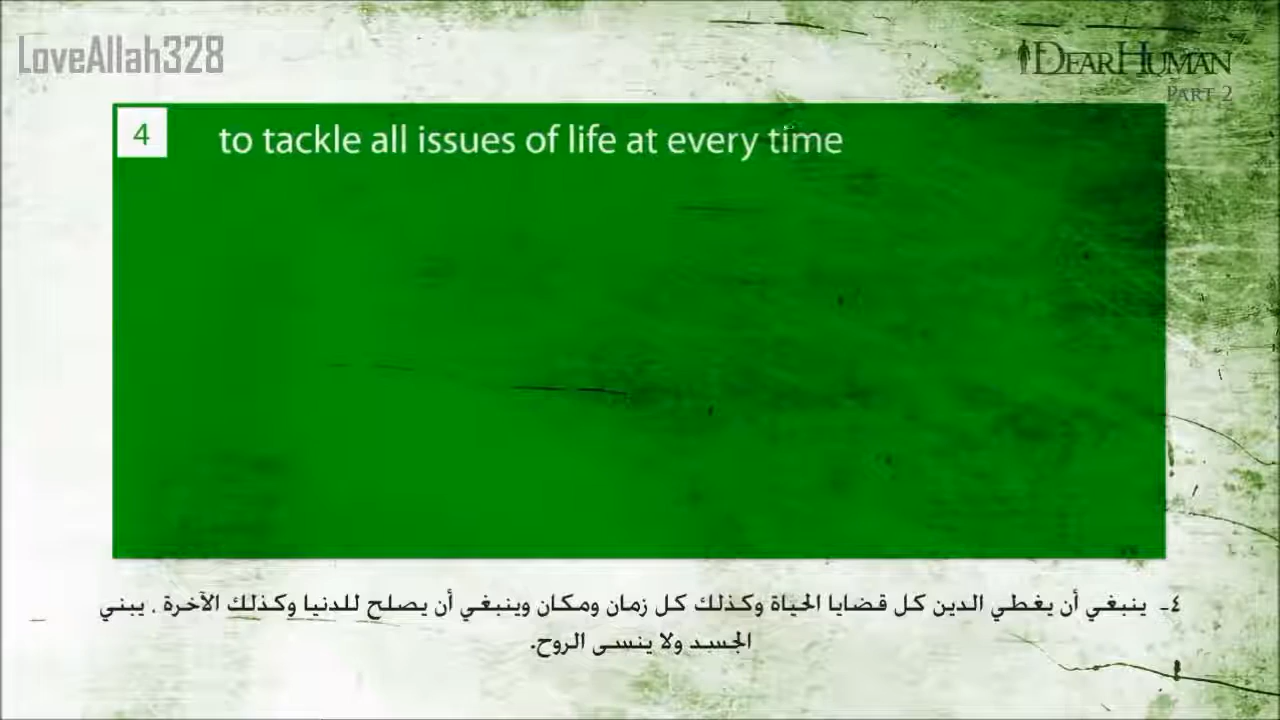 LoveAllah328
DEARHUMAN
PART 2
4 to tackle all issues of life at every time
٤- ينبغي أن يغطي الدين كل قضايا الحياة وكذلك كل زمان ومكان وينبغي أن يصلح للدنيا وكذلك الآخرة . يبني
الجسد ولا ينسى الروح.